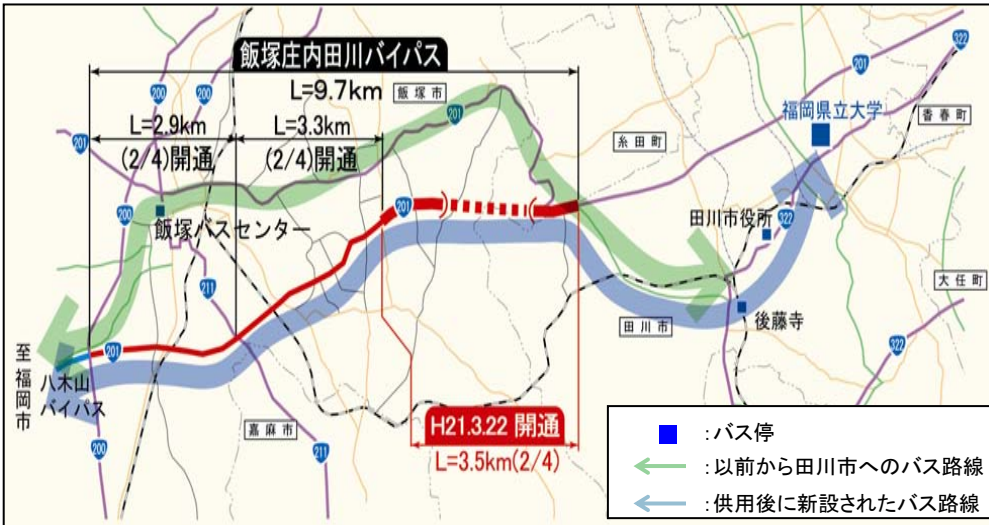 飯塚庄内田川バイパス
L=9.7km
飯塚市
L=2.9km
(2/4)開通
L=3.3km
(2/4)開通
200
200
201
201
322
201
福岡県立大学
香春町
糸田町
200
飯塚バスセンター
201
田川市役所
322
211
大任町
後藤寺
田川市
至福岡市
201
八木山
バイパス
322
嘉麻市
H21.3.22 開通
L=3.5km(2/4)
200
211
:バス停
:以前から田川市へのバス路線
:供用後に新設されたバス路線